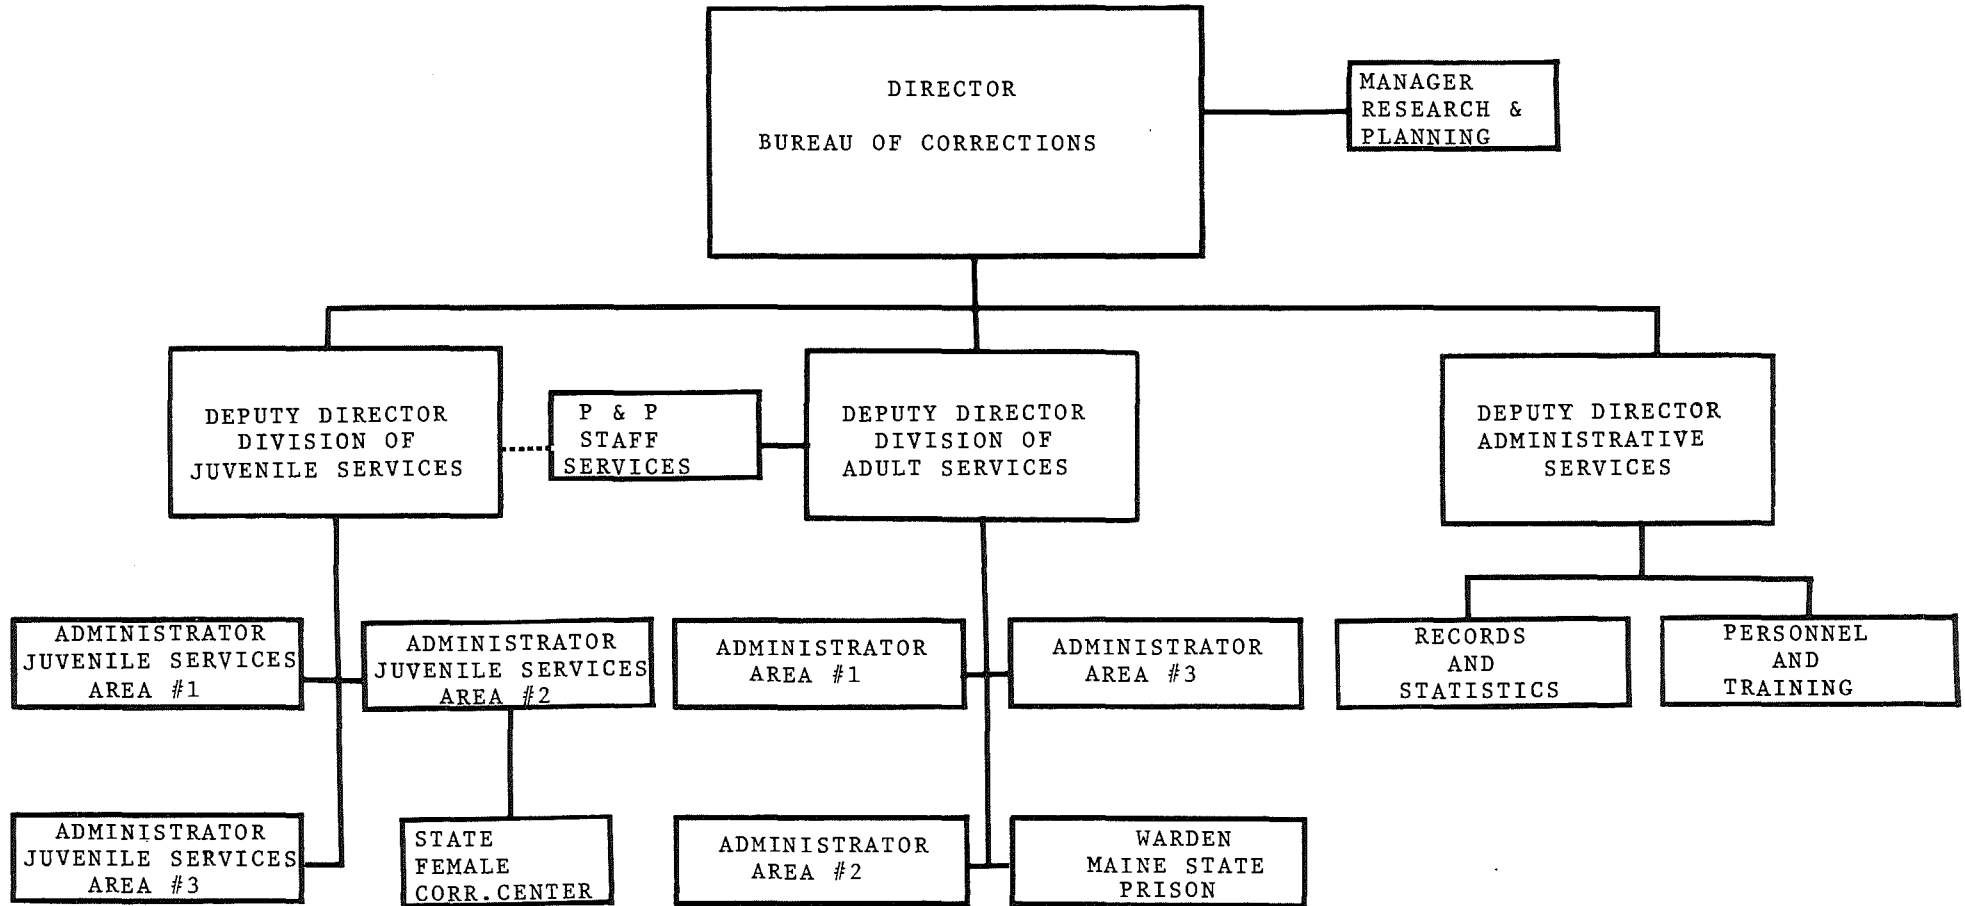 DIRECTOR
BUREAU OF CORRECTIONS
MANAGER
RESEARCH &
PLANNING
DEPUTY DIRECTOR
DIVISION OF
JUVENILE SERVICES
P & P
STAFF
SERVICES
DEPUTY DIRECTOR
DIVISION OF
ADULT SERVICES
DEPUTY DIRECTOR
ADMINISTRATIVE
SERVICES
ADMINISTRATOR
JUVENILE SERVICES
AREA #1
ADMINISTRATOR
JUVENILE SERVICES
AREA #2
ADMINISTRATOR
AREA #1
ADMINISTRATOR
AREA #3
RECORDS
AND
STATISTICS
PERSONNEL
AND
TRAINING
ADMINISTRATOR
JUVENILE SERVICES
AREA #3
STATE
FEMALE
CORR.CENTER
ADMINISTRATOR
AREA #2
WARDEN
MAINE STATE
PRISON